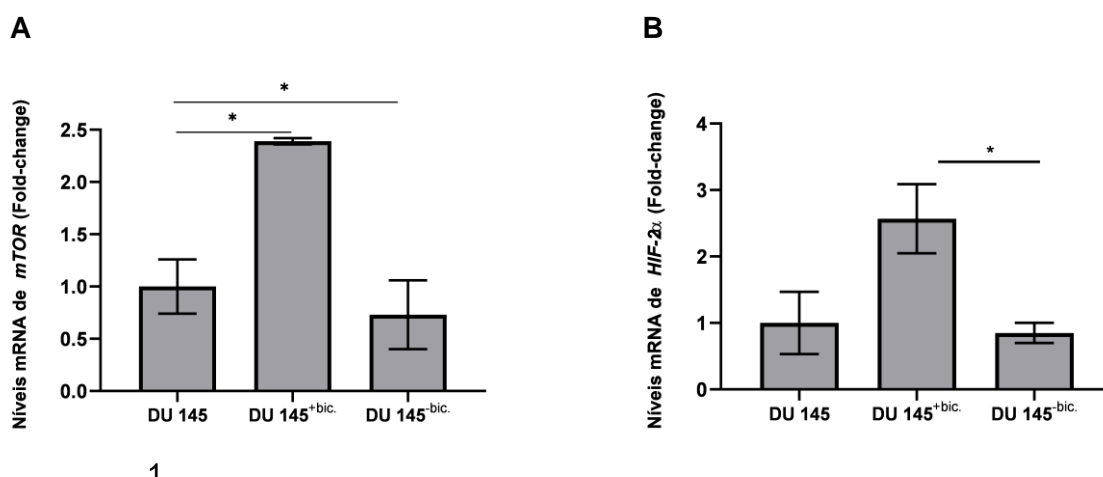 A
Níveis mRNA de mTOR (Fold-change)
*
*
2.5
2.0
1.5
1.0
0.5
0.0
DU 145
DU 145+bic.
DU 145-bic.
B
Níveis mRNA de HIF-2α (Fold-change)
*
4
3
2
1
0
DU 145
DU 145+bic.
DU 145-bic.
1